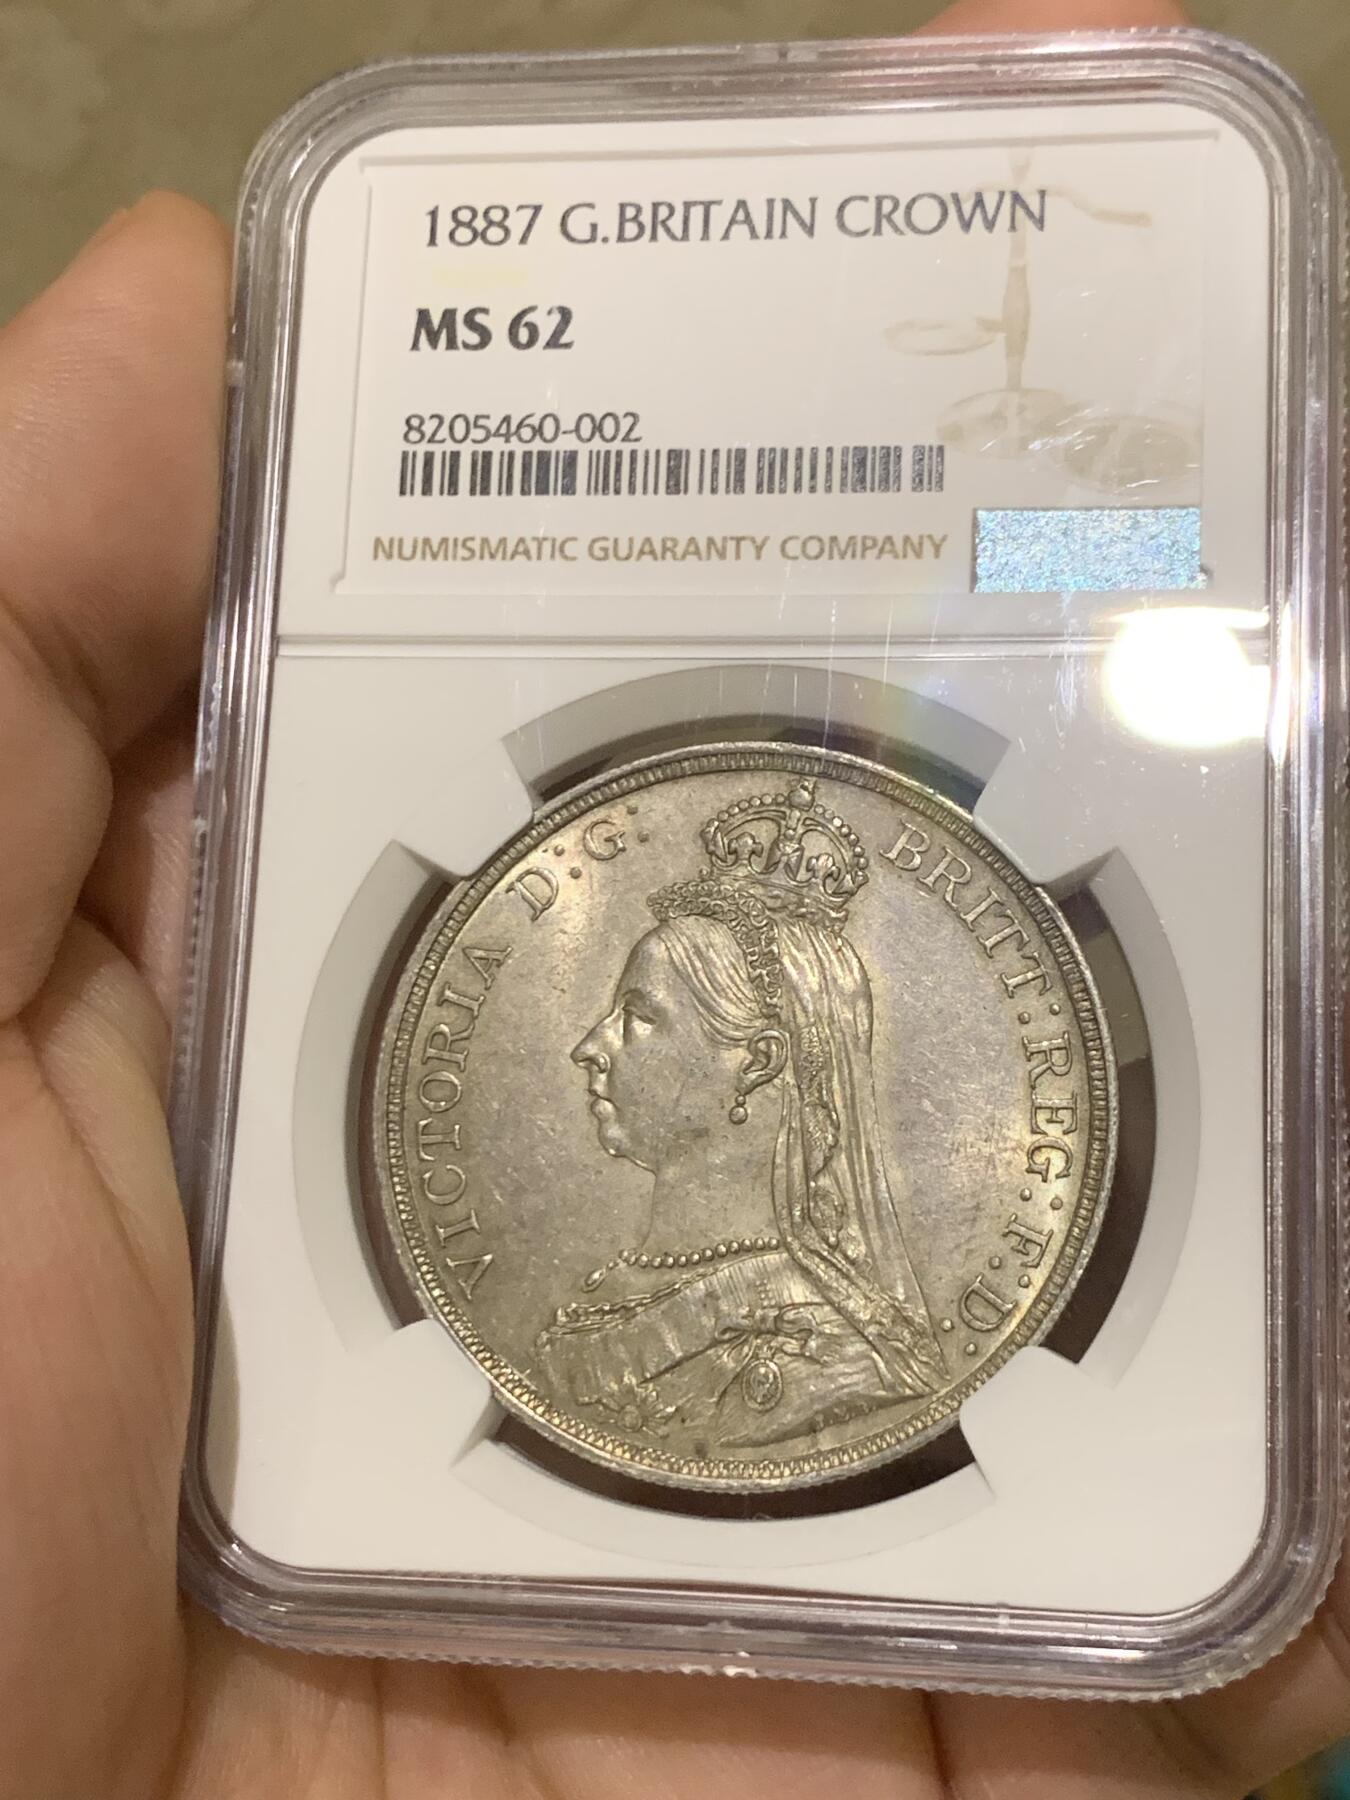 1887 G.BRITAIN CROWN
MS 62
8205460-002
NUMISMATIC GUARANTY COMPANY
VICTORIA D:G: BRITT:REG:F:D: